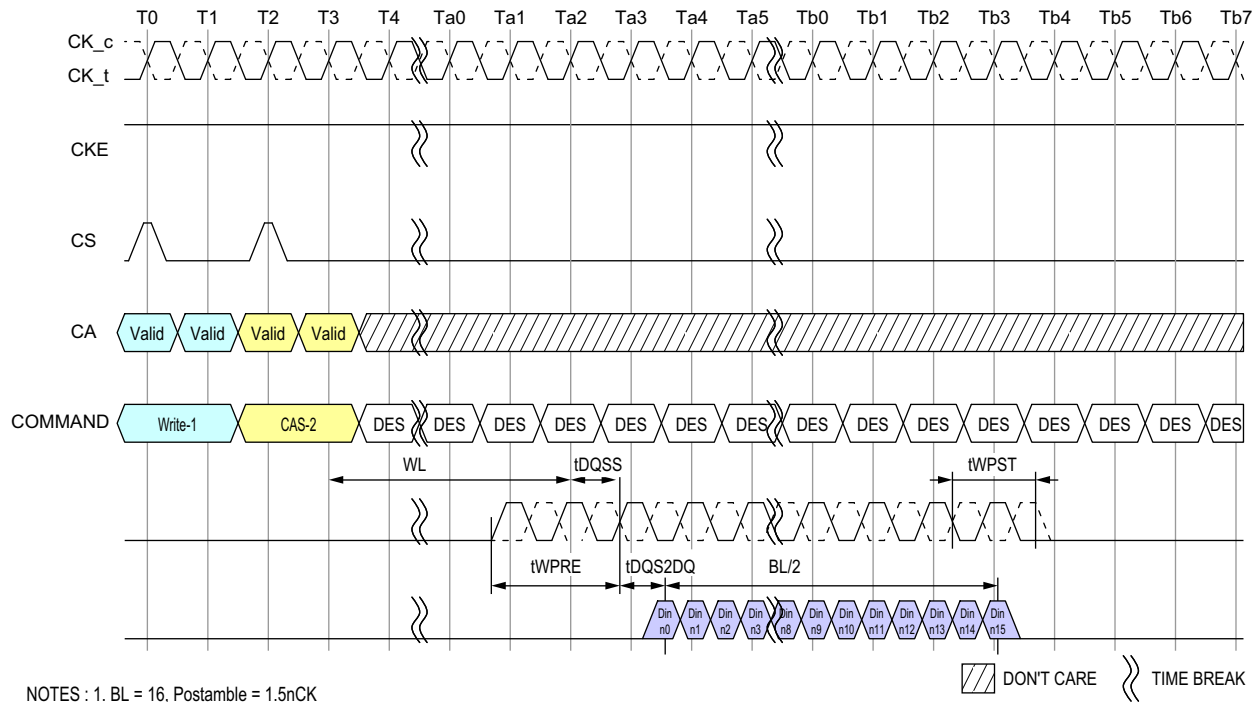 T0 T1 T2 T3 T4 Ta0 Ta1 Ta2 Ta3 Ta4 Ta5 Tb0 Tb1 Tb2 Tb3 Tb4 Tb5 Tb6 Tb7
CK_c
CK_t
CKE
CS
CA Valid Valid Valid Valid
COMMAND Write-1 CAS-2 DES DES DES DES DES DES DES DES DES DES DES DES DES DES DES
WL tDQSS tWPST
tWPRE tDQS2DQ BL/2
Din Din Din Din Din Din Din Din Din Din Din Din
n0 n1 n2 n3 n8 n9 n10 n11 n12 n13 n14 n15
DON'T CARE TIME BREAK
NOTES : 1. BL = 16, Postamble = 1.5nCK